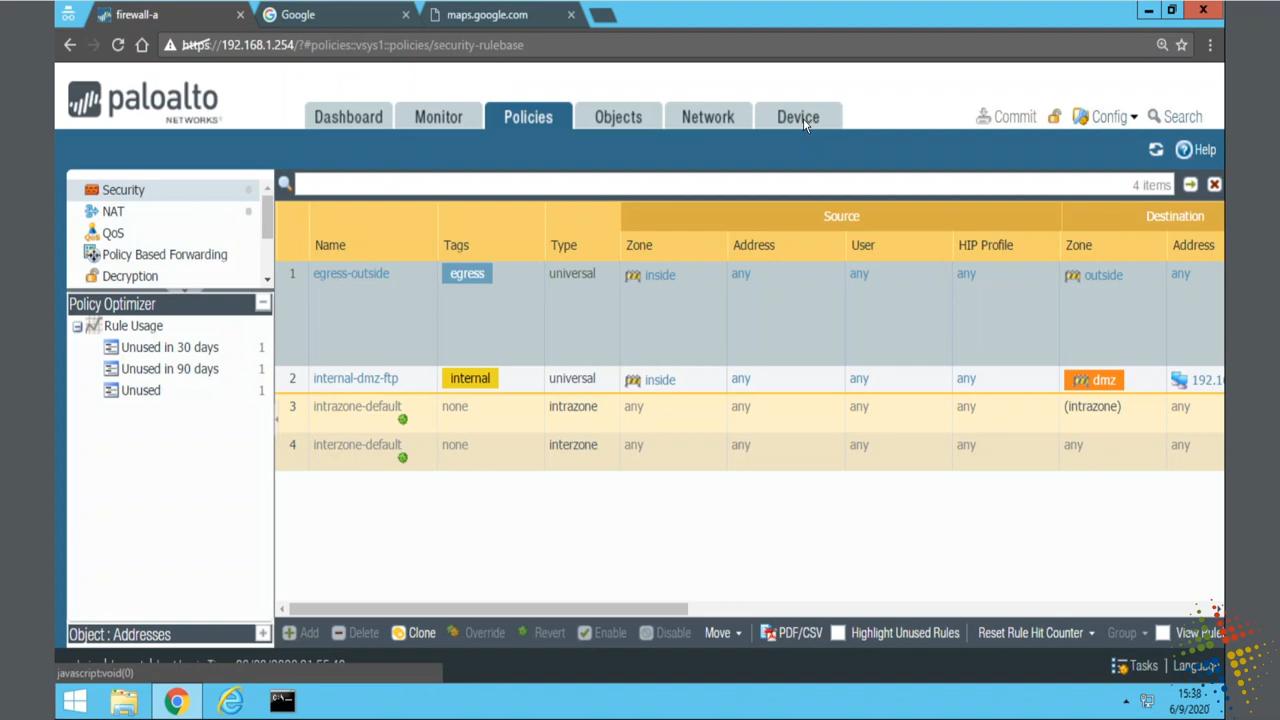 firewall-a
Google
maps.google.com
https://192.168.1.254/?#policies::vsys1::policies/security-rulebase
paloalto
NETWORKS
Dashboard Monitor Policies Objects Network Device
Commit Config Search
Help
Security
NAT
QoS
Policy Based Forwarding
Decryption
4 items
Source Destination
Name Tags Type Zone Address User HIP Profile Zone Address
1 egress-outside egress universal inside any any any outside any
2 internal-dmz-ftp internal universal inside any any any dmz 192.1
3 intrazone-default none intrazone any any any any (intrazone) any
4 interzone-default none interzone any any any any any any
Policy Optimizer
Rule Usage
Unused in 30 days 1
Unused in 90 days 1
Unused 1
Object : Addresses
Add Delete Clone Override Revert Enable Disable Move PDF/CSV Highlight Unused Rules Reset Rule Hit Counter Group View
Tasks
javascript:void(0)
15:38
6/9/2020